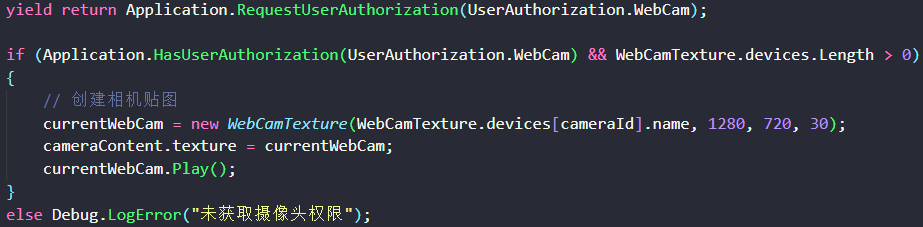 yield return Application.RequestUserAuthorization(UserAuthorization.WebCam);
if (Application.HasUserAuthorization(UserAuthorization.WebCam) && WebCamTexture.devices.Length > 0)
{
// 创建相机贴图
currentWebCam = new WebCamTexture(WebCamTexture.devices[cameraId].name, 1280, 720, 30);
cameraContent.texture = currentWebCam;
currentWebCam.Play();
}
else Debug.LogError("未获取摄像头权限");